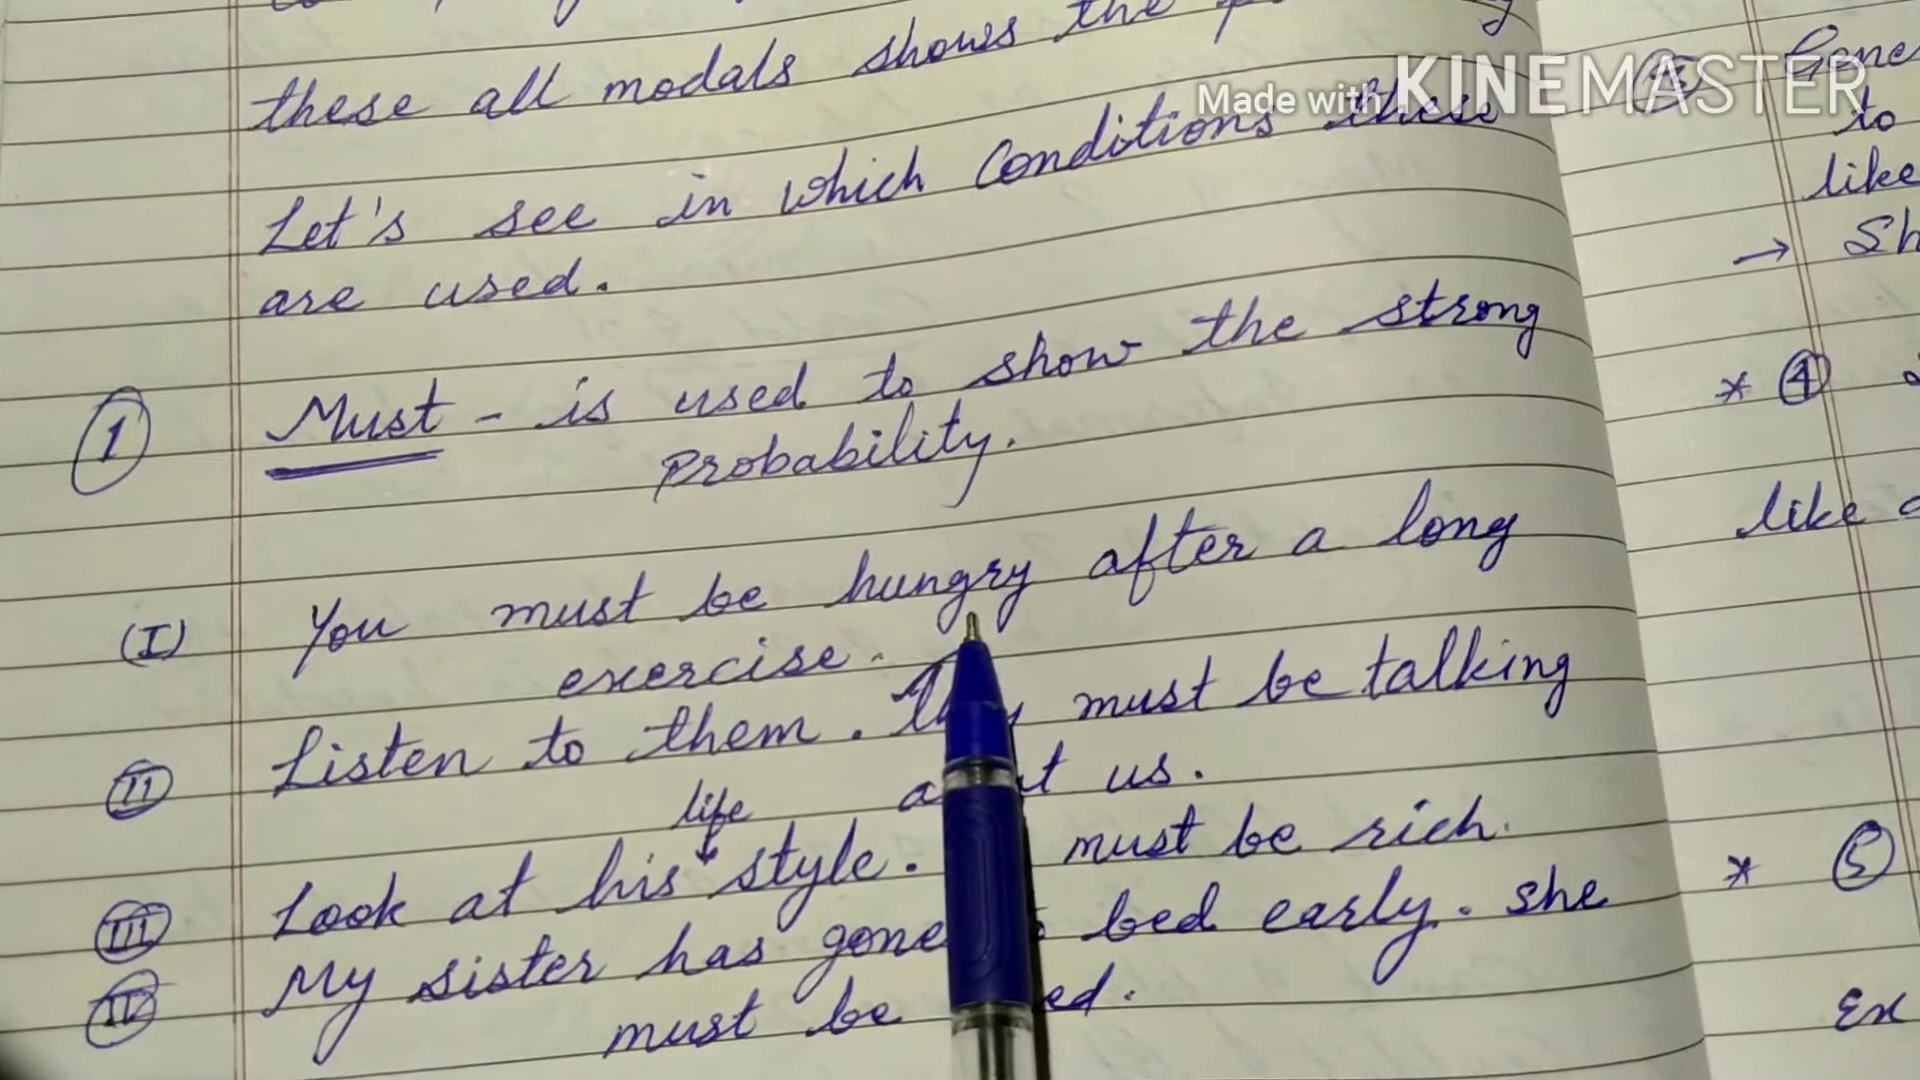 these all modals shows the
Made with KINEMASTER
Let's see in which Conditions these
are used.
1 Must - is used to show the strong
probability.
(I) You must be hungry after a long
exercise.
II Listen to them. must be talking
us.
life
III Look at his style. must be rich.
IV My sister has gone bed early. she
must be
Gene
to
like
→ Sh
* 4
like
* 5
Ex